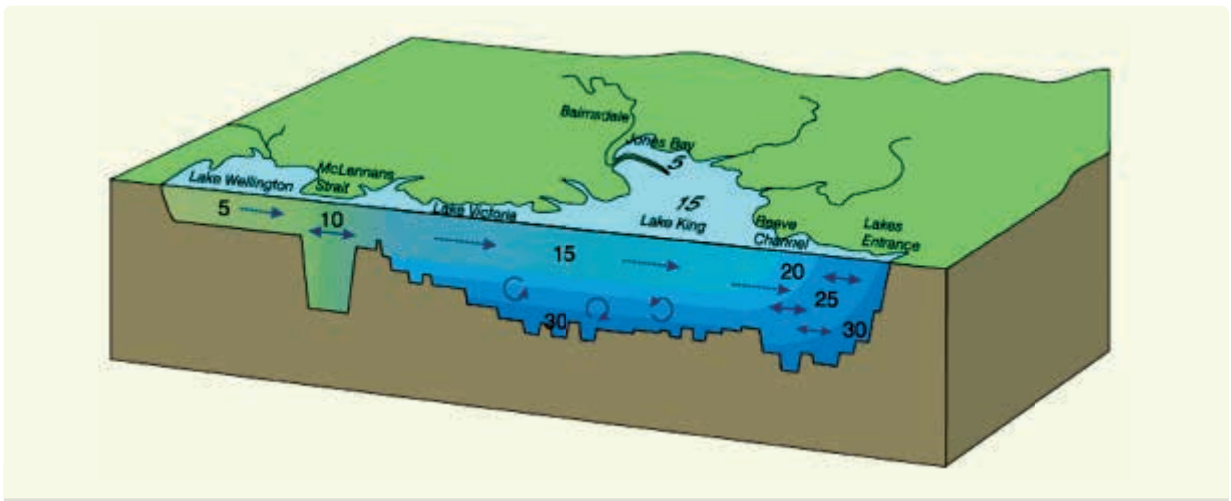 Bairnsdale
Jones Bay
5
McLennans
Strait
Lake Wellington
15
Lake Victoria
Lake King
Reeve
Channel
Lakes
Entrance
5
10
15
20
25
30
30